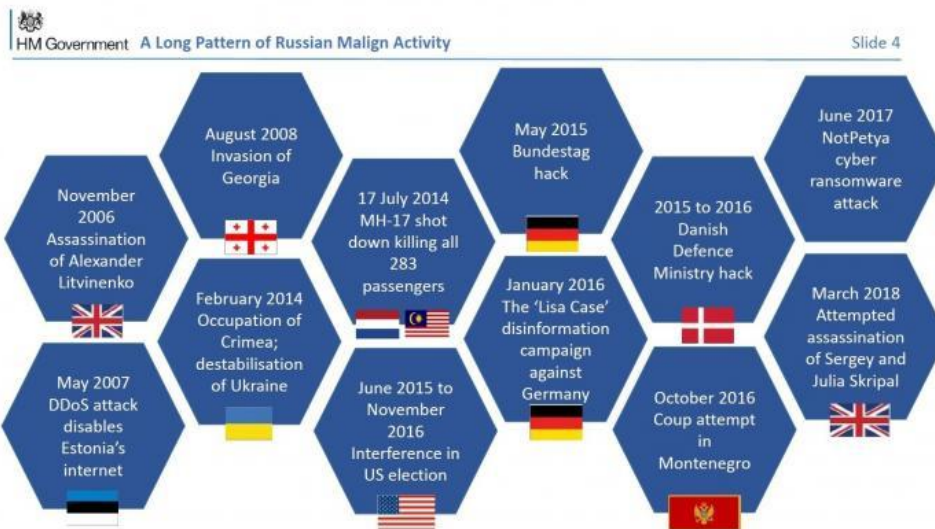 HM Government
A Long Pattern of Russian Malign Activity
Slide 4
November
2006
Assassination
of Alexander
Litvinenko
May 2007
DDoS attack
disables
Estonia's
internet
August 2008
Invasion of
Georgia
February 2014
Occupation of
Crimea;
destabilisation
of Ukraine
17 July 2014
MH-17 shot
down killing all
283
passengers
June 2015 to
November
2016
Interference in
US election
May 2015
Bundestag
hack
January 2016
The 'Lisa Case'
disinformation
campaign
against
Germany
2015 to 2016
Danish
Defence
Ministry hack
October 2016
Coup attempt
in
Montenegro
June 2017
NotPetya
cyber
ransomware
attack
March 2018
Attempted
assassination
of Sergey and
Julia Skripal